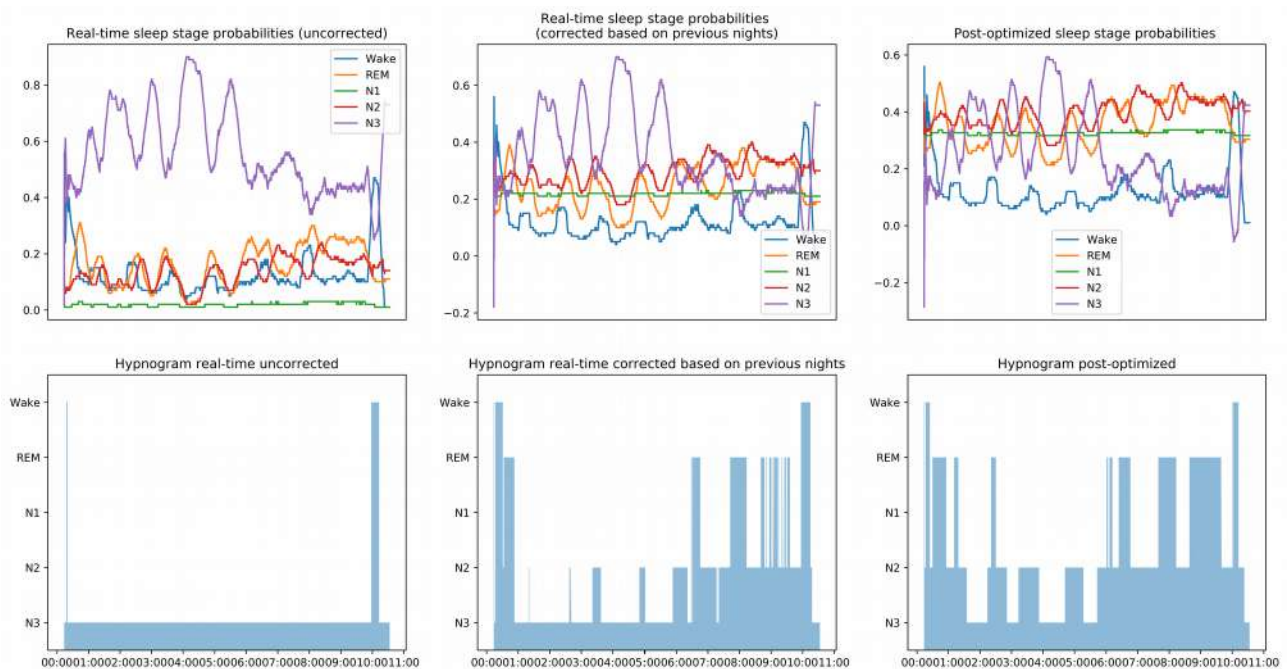 Real-time sleep stage probabilities (uncorrected)
0.8
0.6
0.4
0.2
0.0
Wake
REM
N1
N2
N3
Real-time sleep stage probabilities
(corrected based on previous nights)
0.6
0.4
0.2
0.0
−0.2
Wake
REM
N1
N2
N3
Post-optimized sleep stage probabilities
0.6
0.4
0.2
0.0
−0.2
Wake
REM
N1
N2
N3
Hypnogram real-time uncorrected
Wake
REM
N1
N2
N3
00:0001:0002:0003:0004:0005:0006:0007:0008:0009:0010:0011:00
Hypnogram real-time corrected based on previous nights
Wake
REM
N1
N2
N3
00:0001:0002:0003:0004:0005:0006:0007:0008:0009:0010:0011:00
Hypnogram post-optimized
Wake
REM
N1
N2
N3
00:0001:0002:0003:0004:0005:0006:0007:0008:0009:0010:0011:00